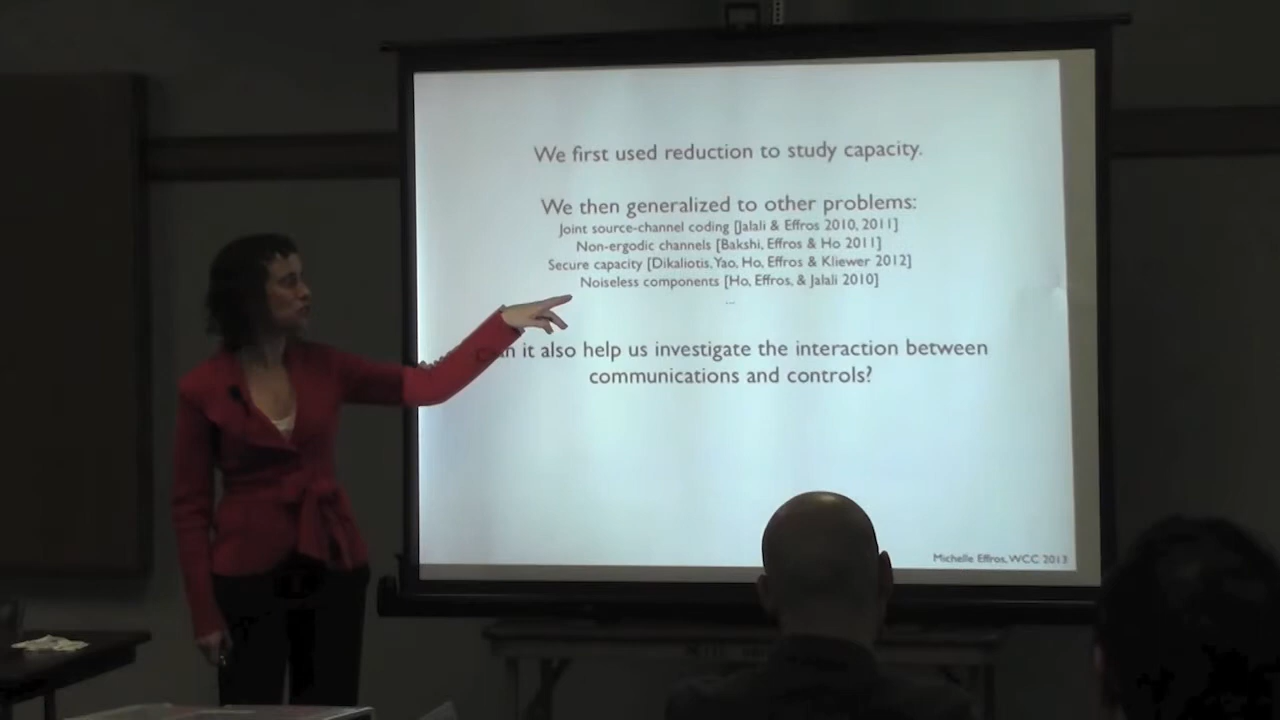 We first used reduction to study capacity.
We then generalized to other problems:
Joint source-channel coding [Jalali & Effros 2010, 2011]
Non-ergodic channels [Bakshi, Effros & Ho 2011]
Secure capacity [Dikaliotis, Yao, Ho, Effros & Kliewer 2012]
Noiseless components [Ho, Effros, & Jalali 2010]
...
it also help us investigate the interaction between
communications and controls?
Michelle Effros, WCC 2013